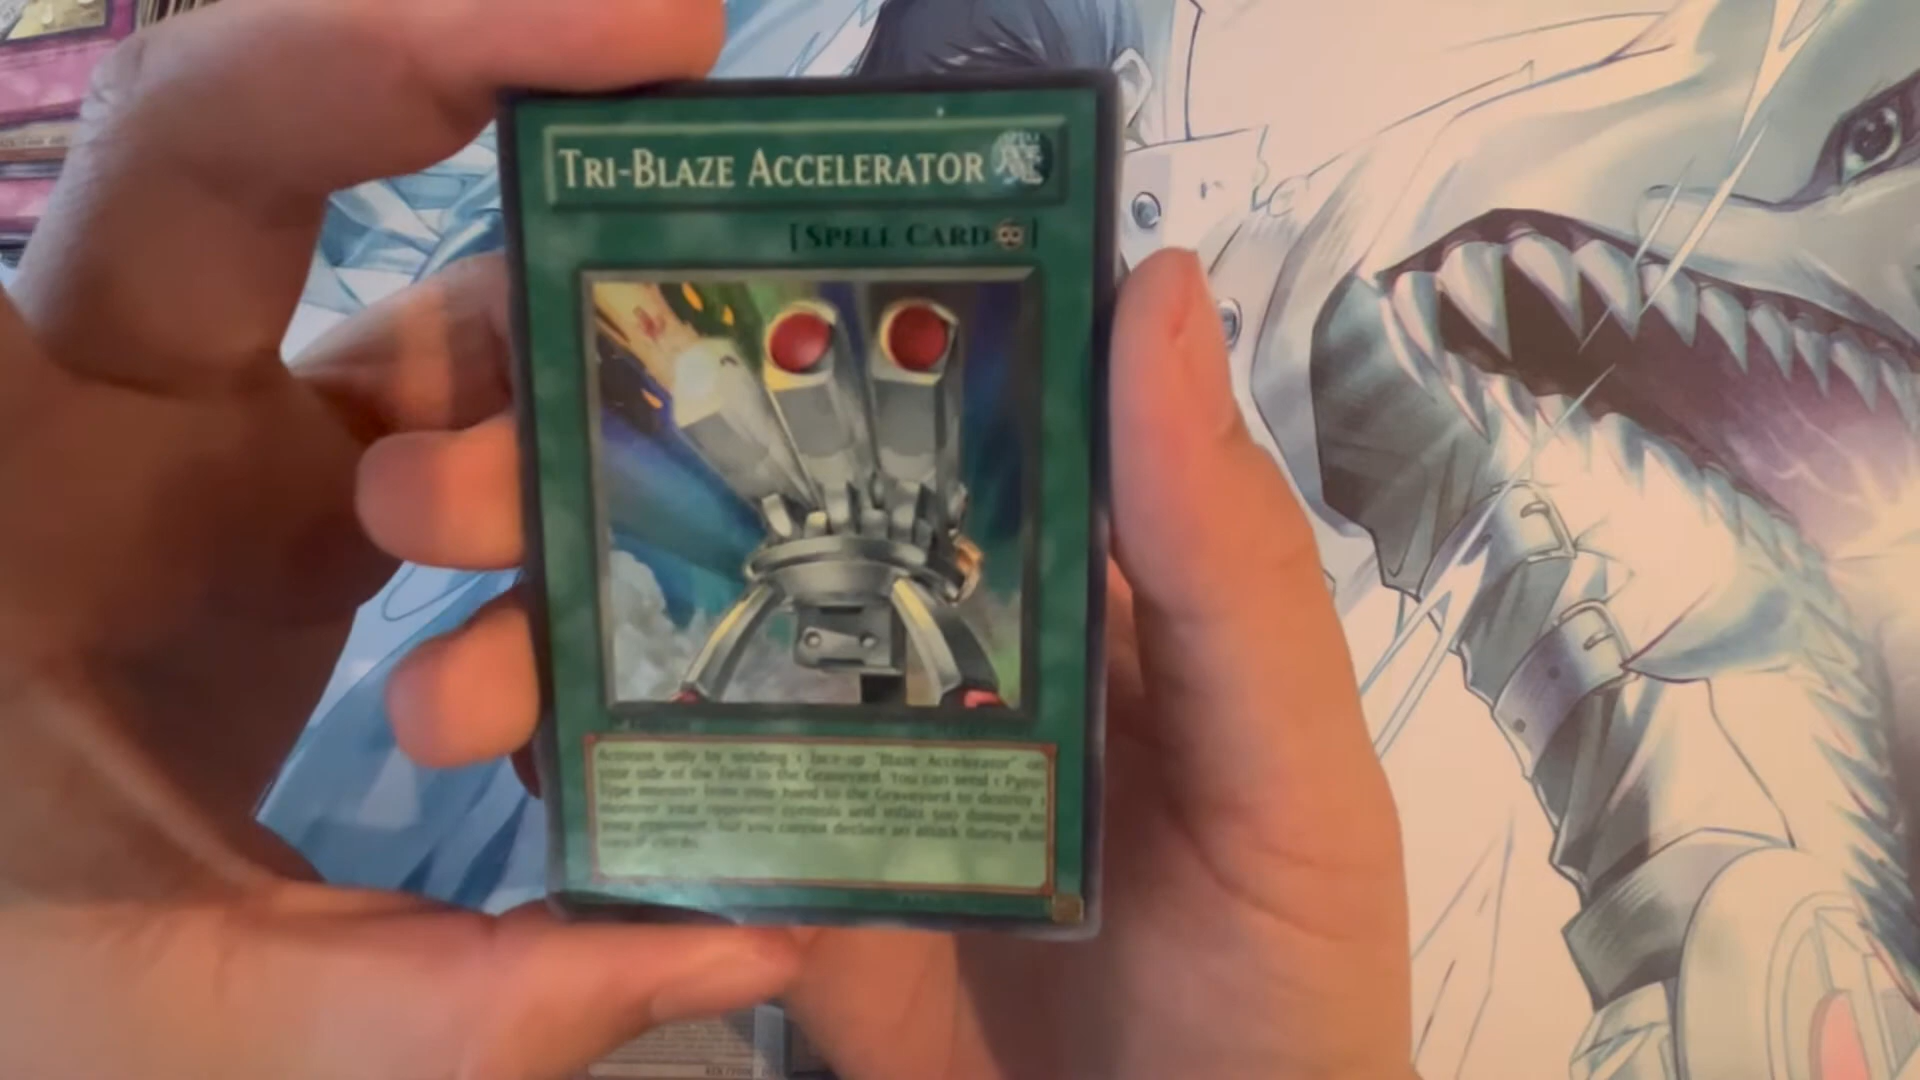 TRI-BLAZE ACCELERATOR
[SPELL CARD]
Activate only by sending 1 face-up "Blaze Accelerator" on
your side of the field to the Graveyard. You can send 1 Pyro-
Type monster from your hand to the Graveyard to destroy 1
monster your opponent controls and inflict 500 damage to
your opponent, but you cannot declare an attack during that